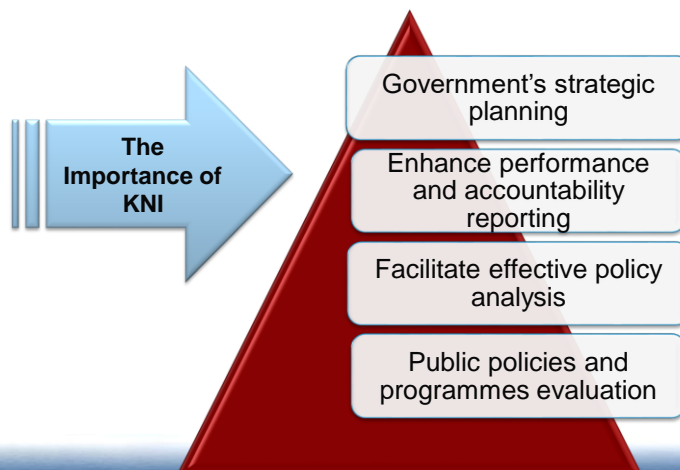 The
Importance of
KNI
Government's strategic
planning
Enhance performance
and accountability
reporting
Facilitate effective policy
analysis
Public policies and
programmes evaluation